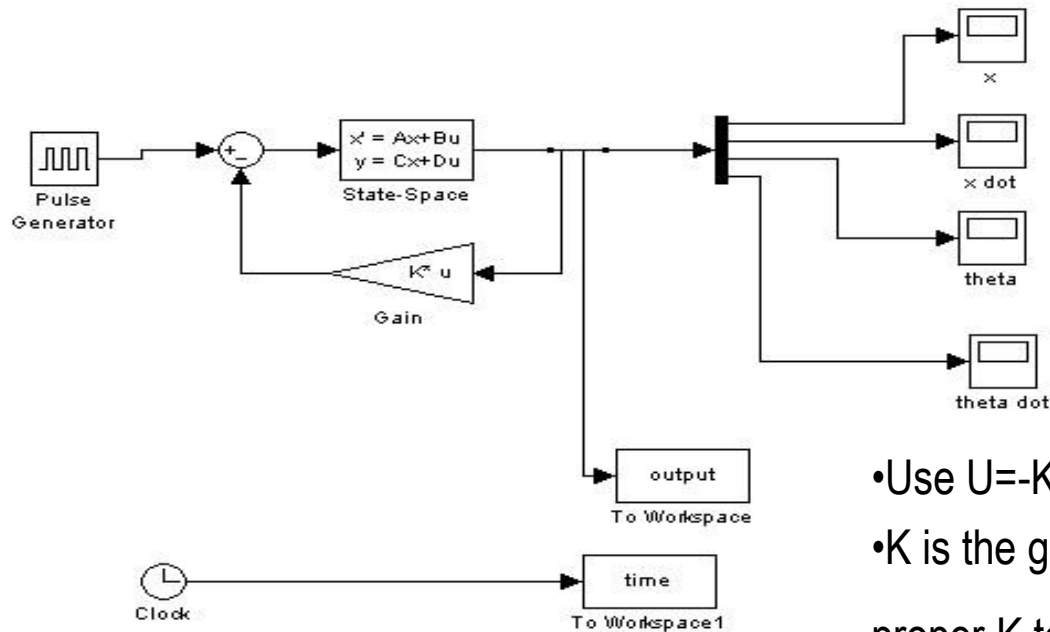 x
x dot
theta
theta dot
Pulse
Generator
+
-
x' = Ax+Bu
y = Cx+Du
State-Space
K* u
Gain
output
To Workspace
Clock
time
To Workspace1
•Use U=-K
•K is the g
proper K to